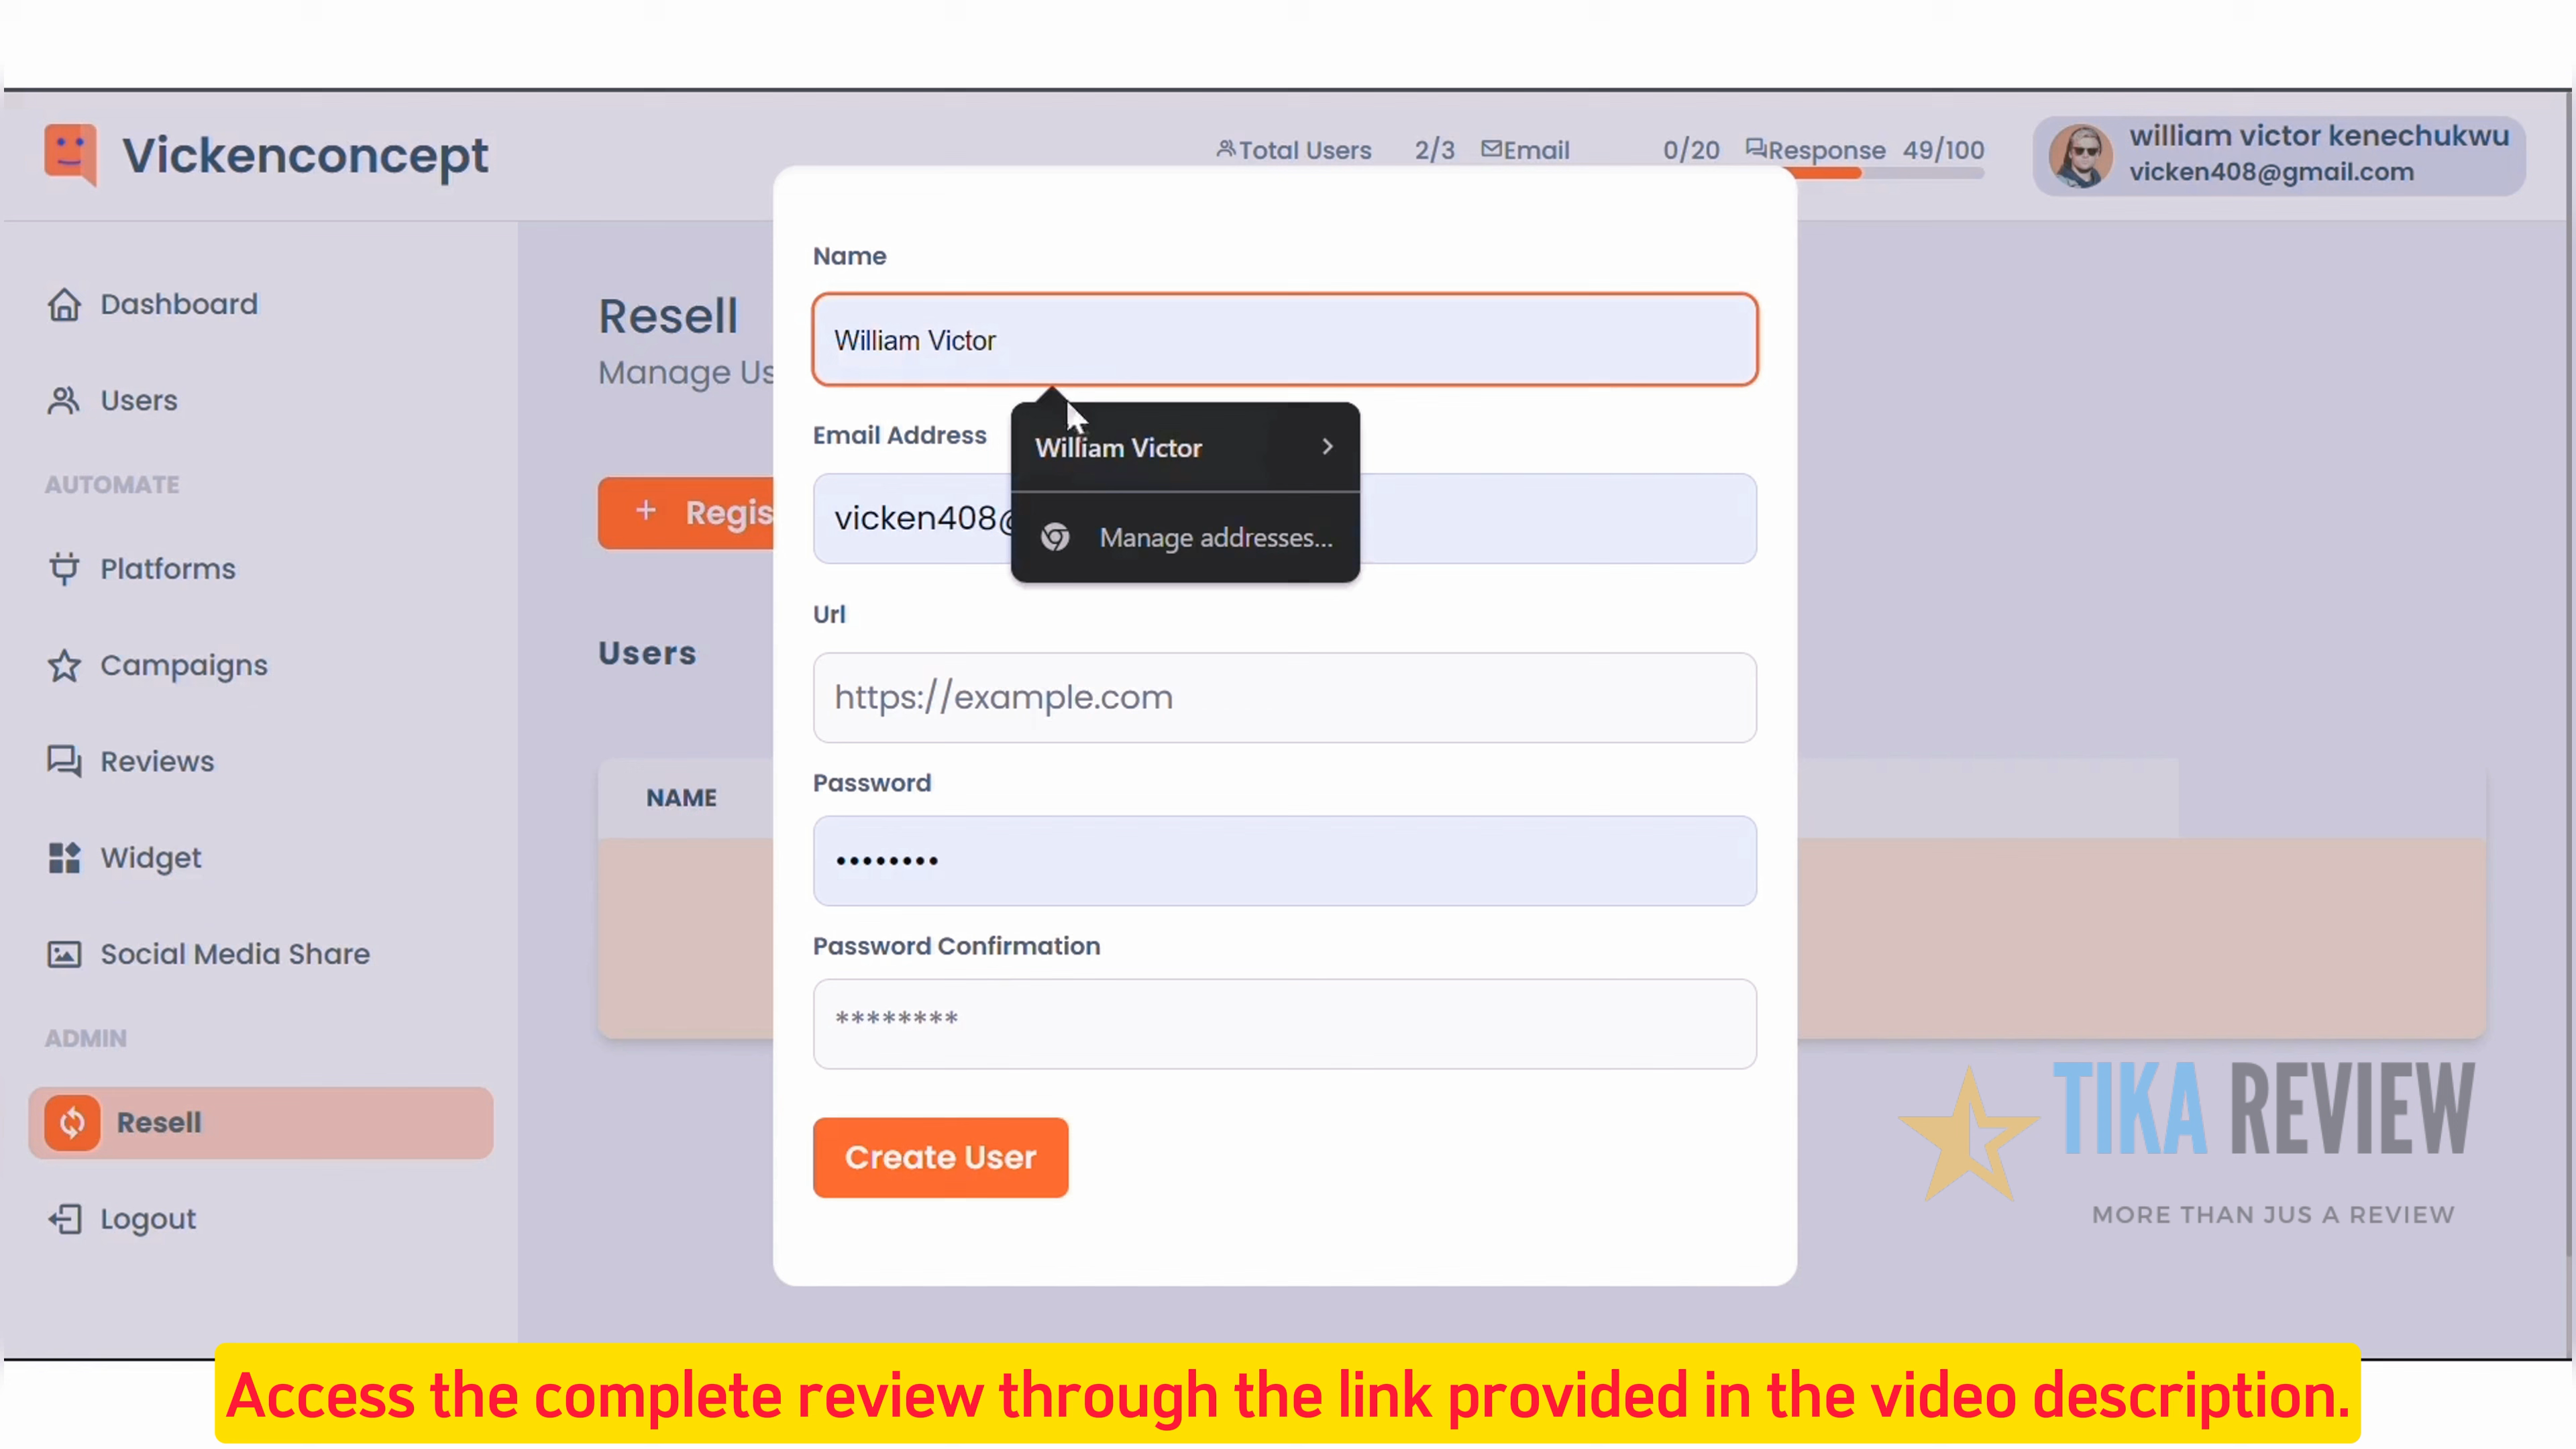 Vickenconcept
Total Users 2/3 Email 0/20 Response 49/100
william victor kenechukwu
vicken408@gmail.com
Dashboard
Users
AUTOMATE
Platforms
Campaigns
Reviews
Widget
Social Media Share
ADMIN
Resell
Logout
Resell
Manage Us
+ Regis
Users
NAME
Name
William Victor
Email Address
vicken408@
William Victor
Manage addresses...
Url
https://example.com
Password
••••••••
Password Confirmation
********
Create User
TIKA REVIEW
MORE THAN JUS A REVIEW
Access the complete review through the link provided in the video description.